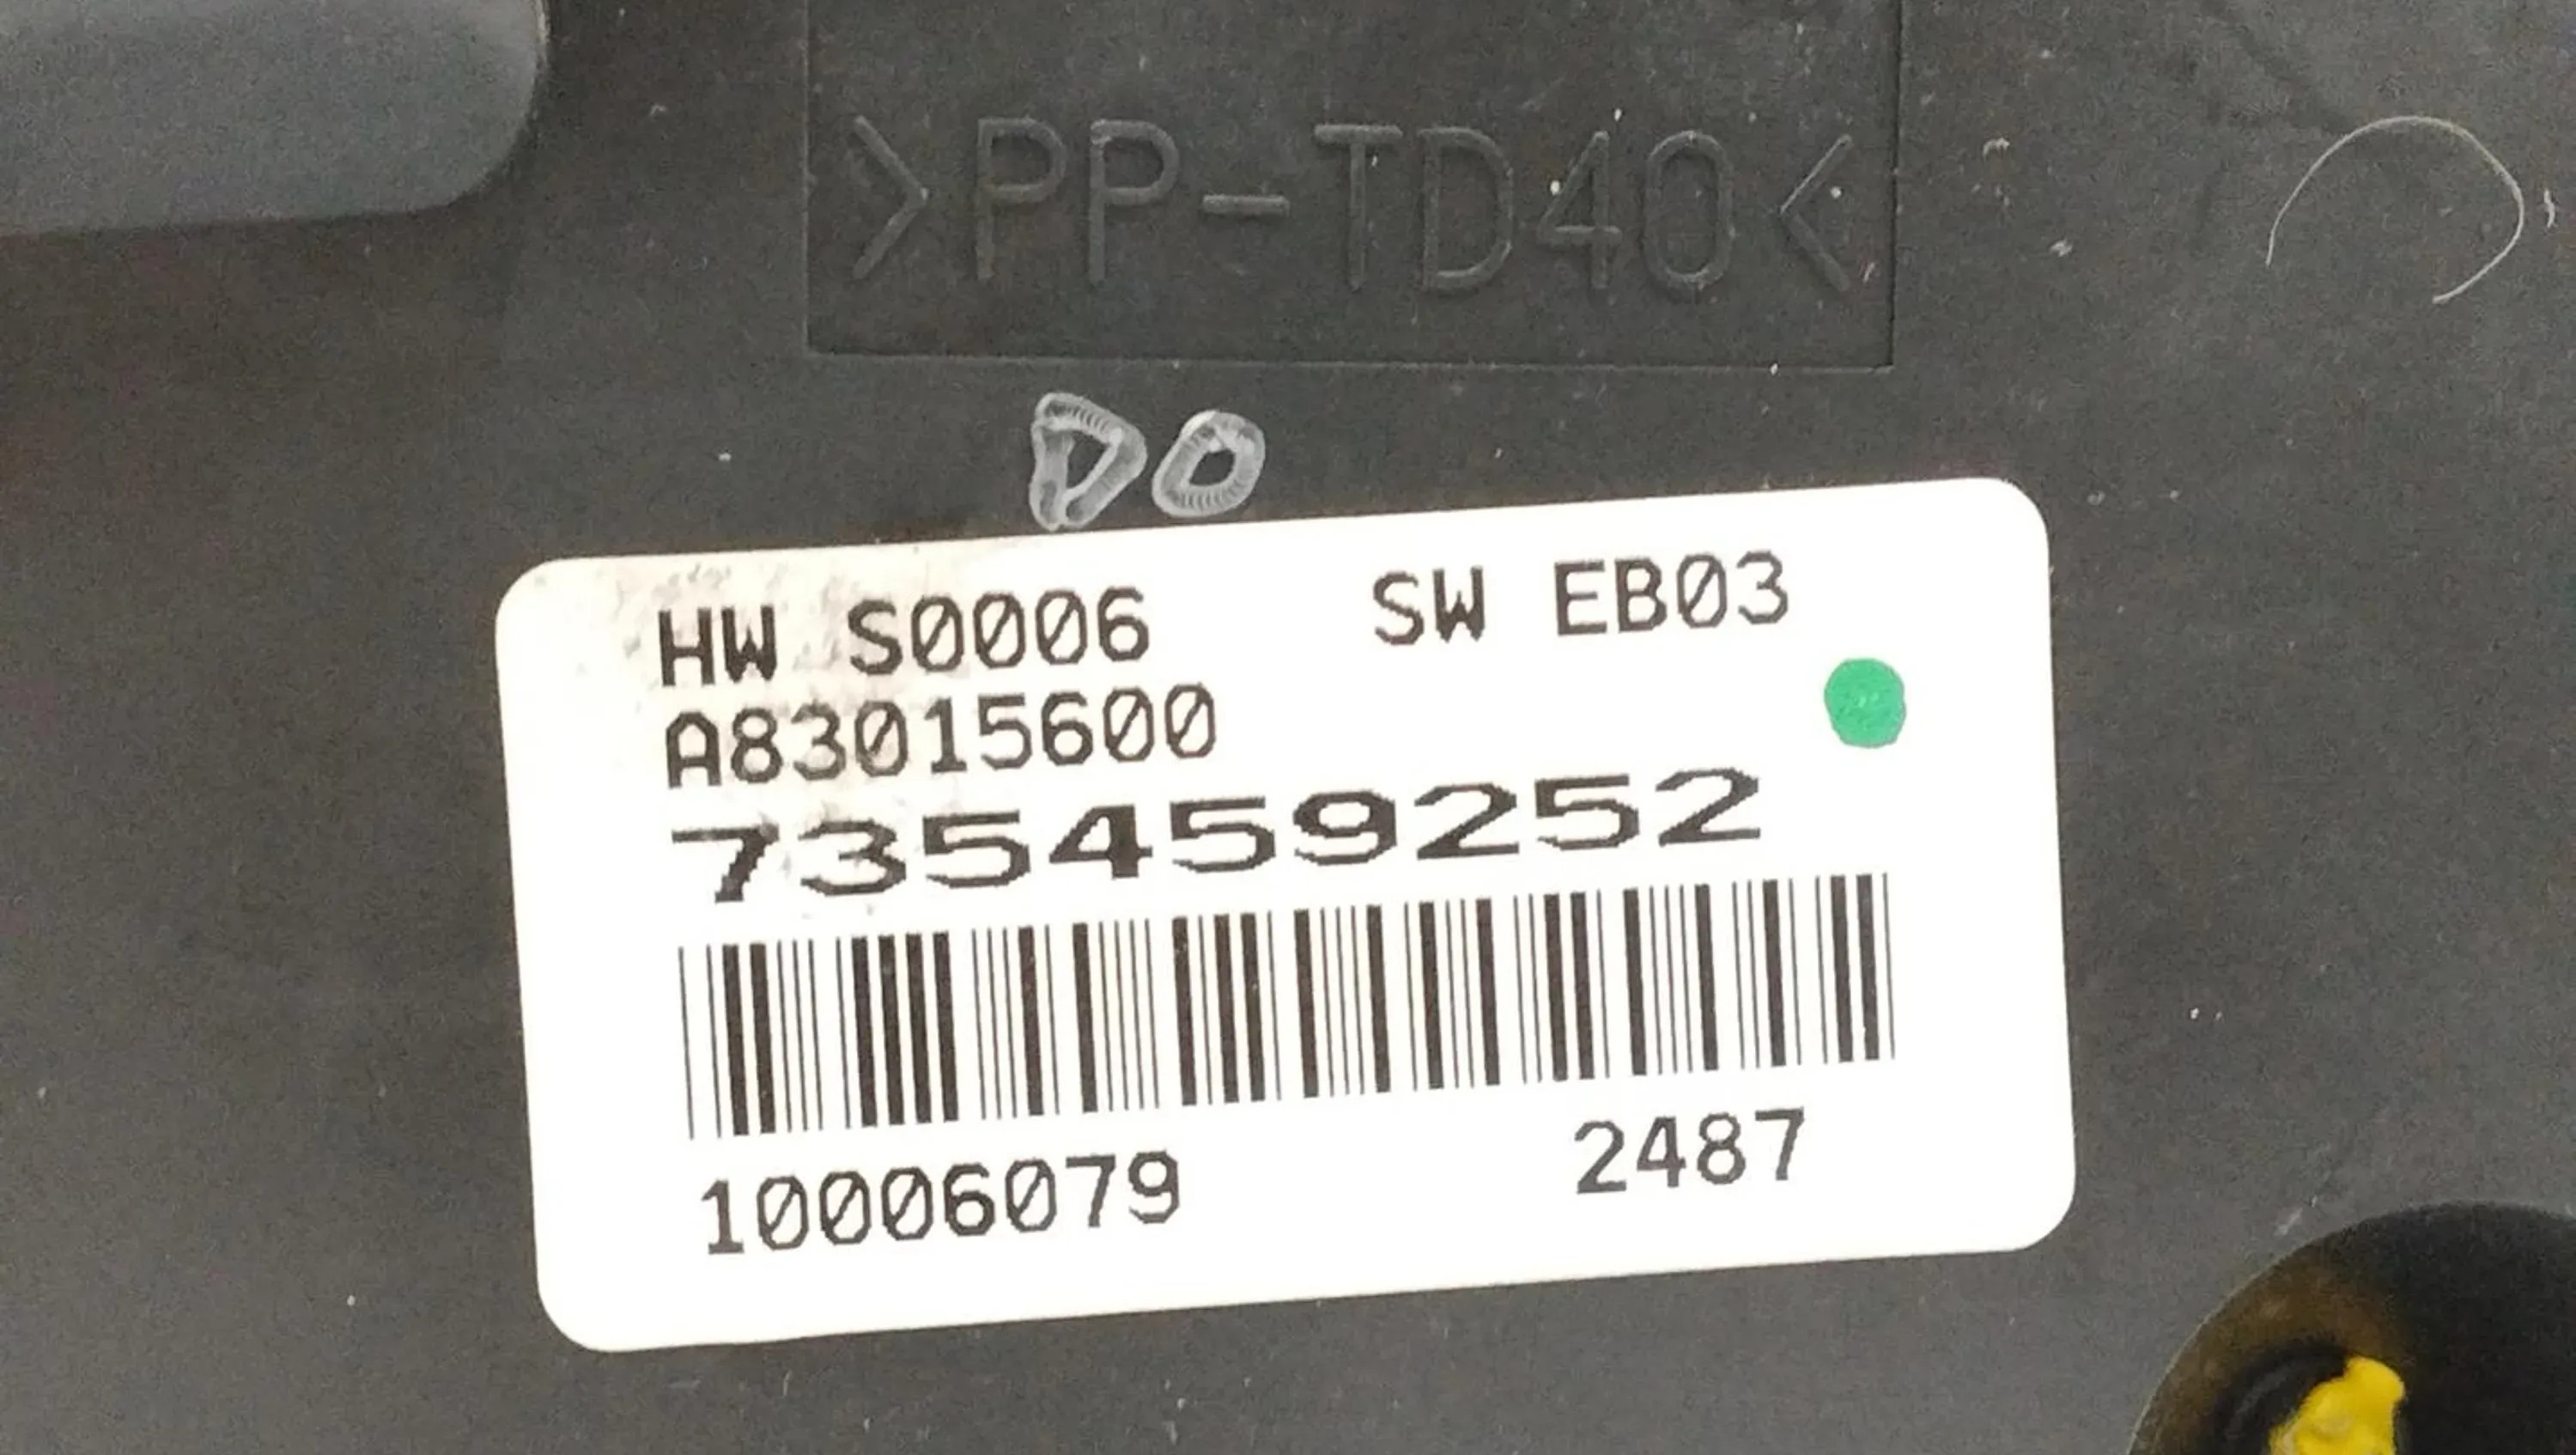 >PP-TD40<
DO
HW S0006 SW EB03
A83015600
735459252
10006079 2487